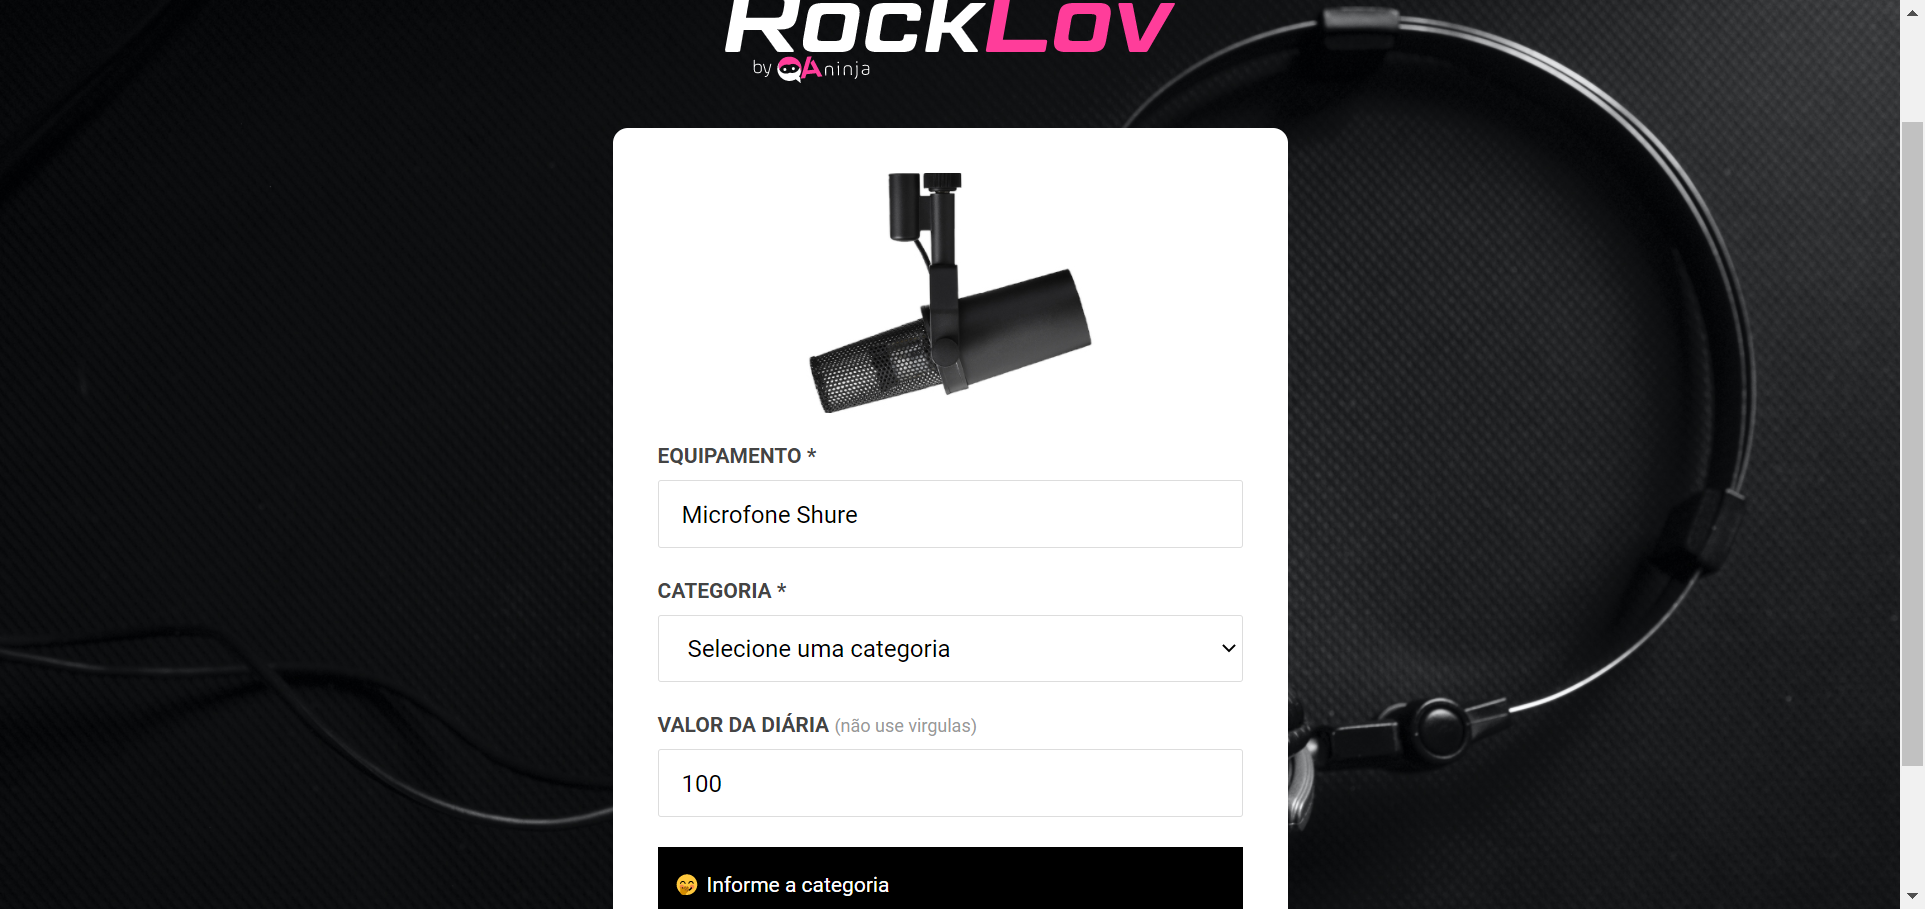 RockLov
by QAninja
EQUIPAMENTO *
Microfone Shure
CATEGORIA *
Selecione uma categoria
VALOR DA DIÁRIA (não use virgulas)
100
🤭 Informe a categoria